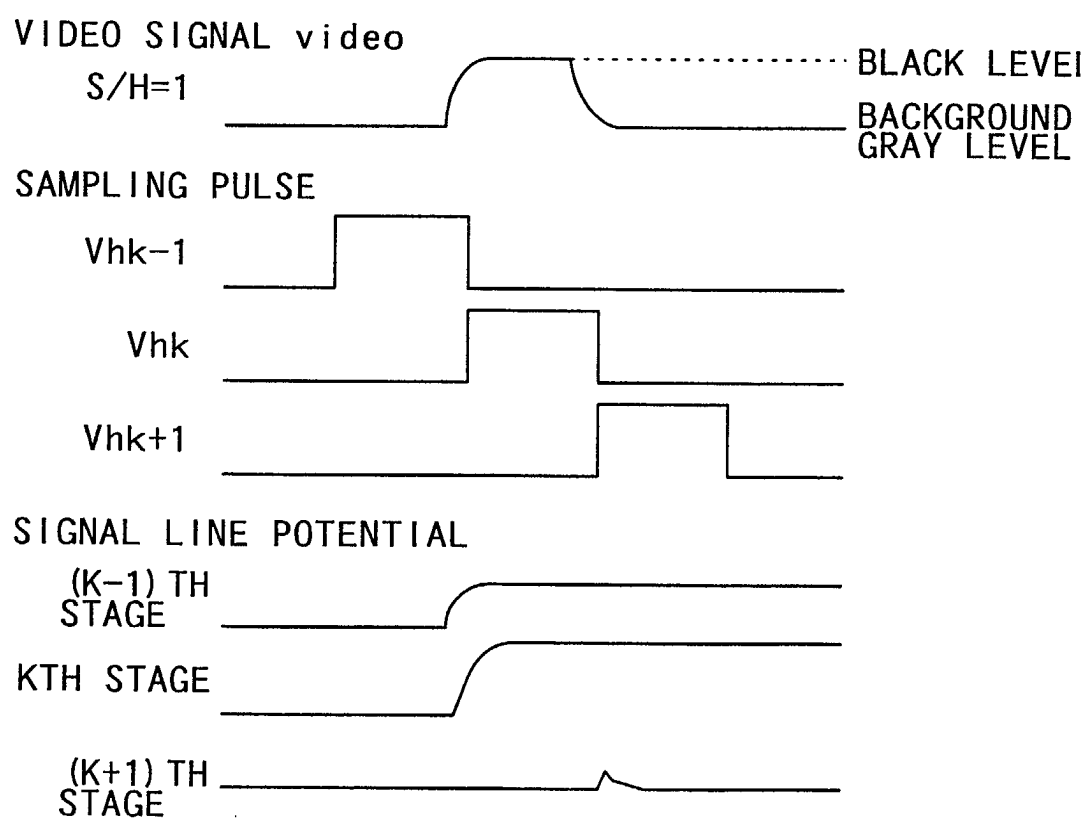 VIDEO SIGNAL video
S/H=1
BLACK LEVEl
BACKGROUND
GRAY LEVEL
SAMPLING PULSE
Vhk-1
Vhk
Vhk+1
SIGNAL LINE POTENTIAL
(K-1) TH
STAGE
KTH STAGE
(K+1) TH
STAGE